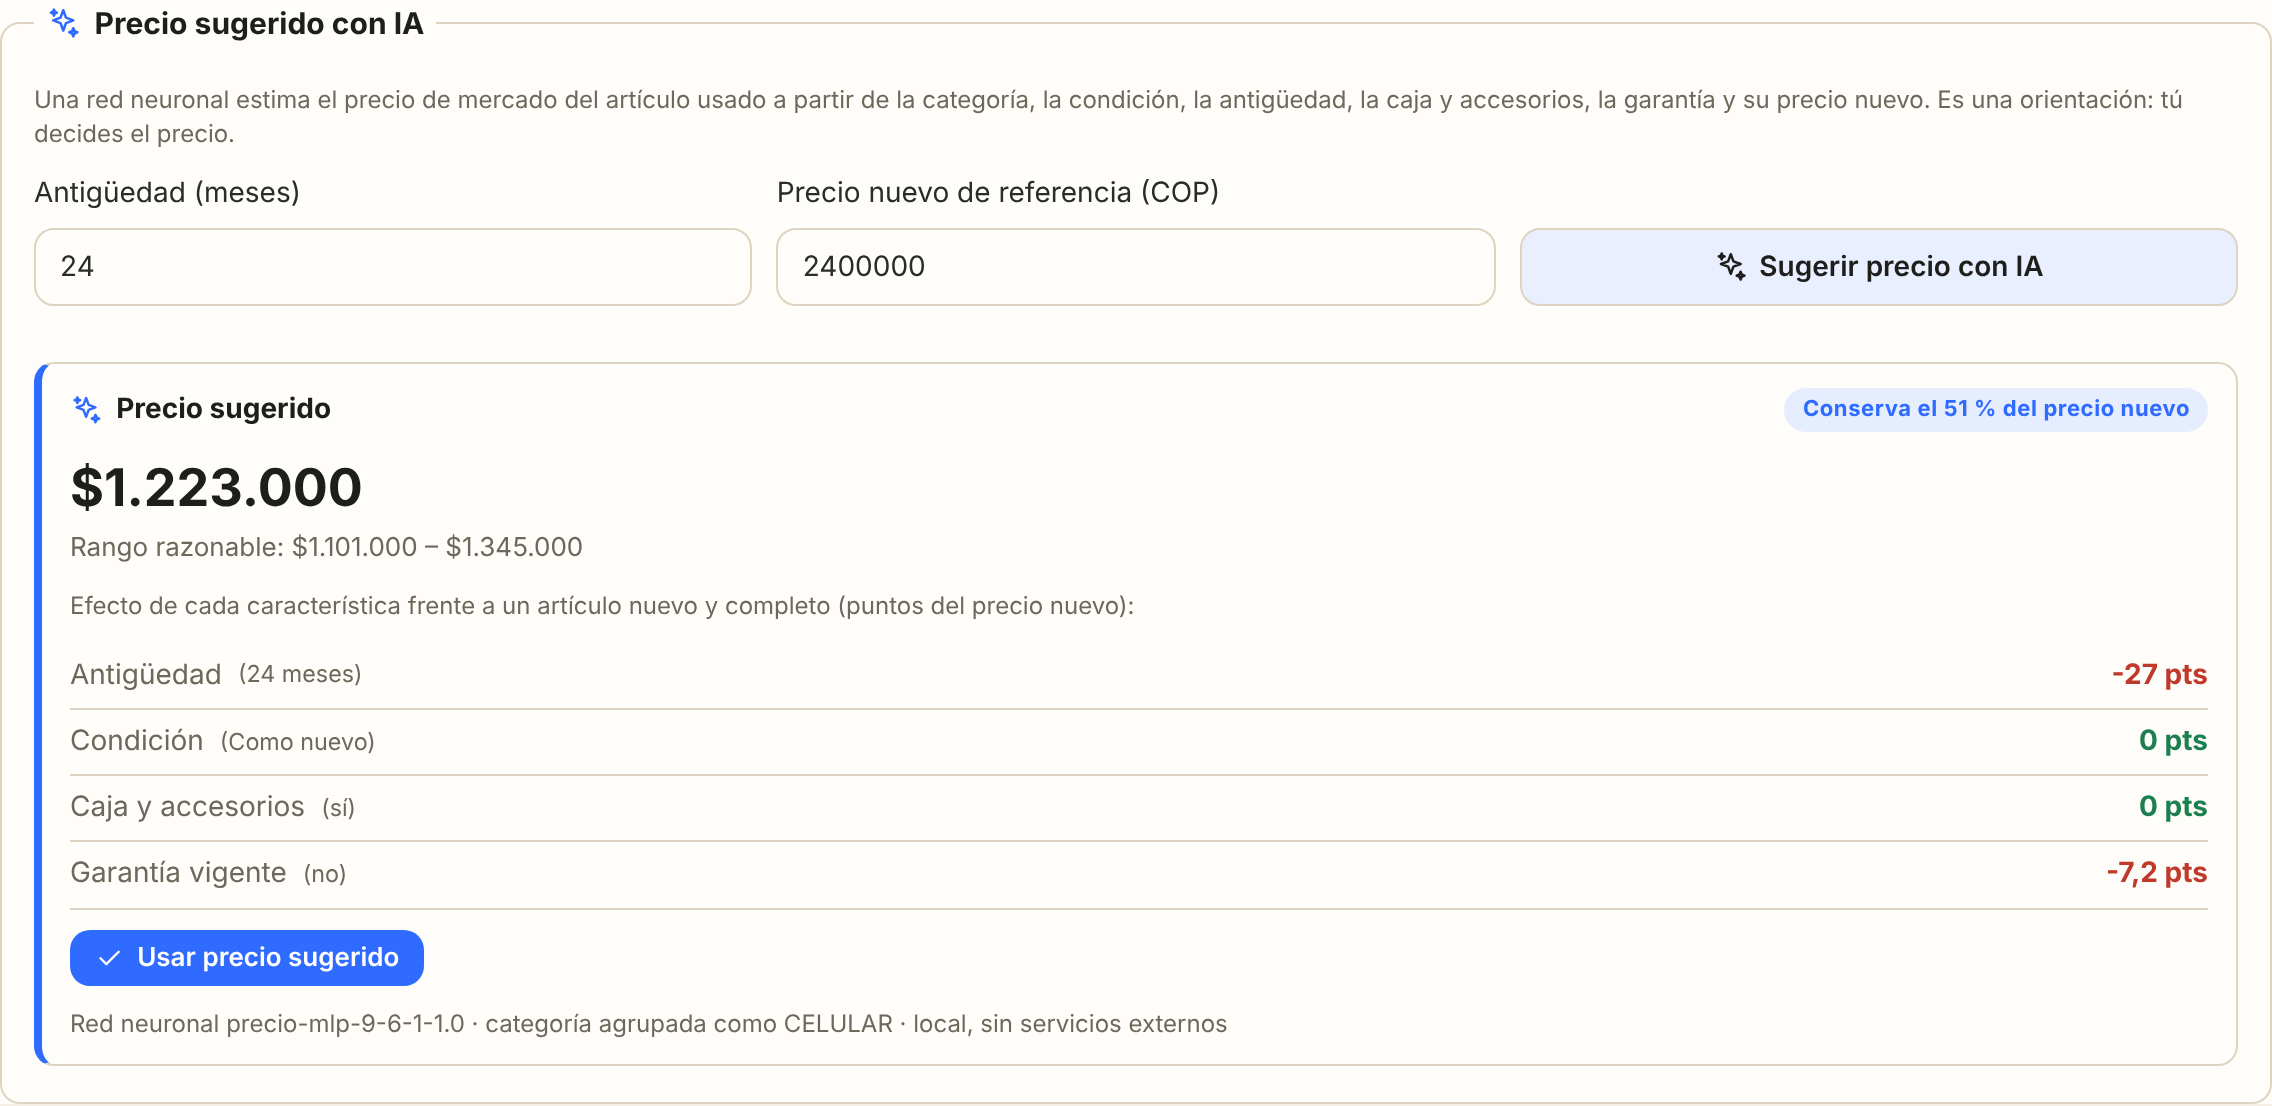 Precio sugerido con IA
Una red neuronal estima el precio de mercado del artículo usado a partir de la categoría, la condición, la antigüedad, la caja y accesorios, la garantía y su precio nuevo. Es una orientación: tú
decides el precio.
Antigüedad (meses)
Precio nuevo de referencia (COP)
24
2400000
Sugerir precio con IA
Precio sugerido
Conserva el 51 % del precio nuevo
$1.223.000
Rango razonable: $1.101.000 – $1.345.000
Efecto de cada característica frente a un artículo nuevo y completo (puntos del precio nuevo):
Antigüedad (24 meses) -27 pts
Condición (Como nuevo) 0 pts
Caja y accesorios (sí) 0 pts
Garantía vigente (no) -7,2 pts
Usar precio sugerido
Red neuronal precio-mlp-9-6-1-1.0 · categoría agrupada como CELULAR · local, sin servicios externos